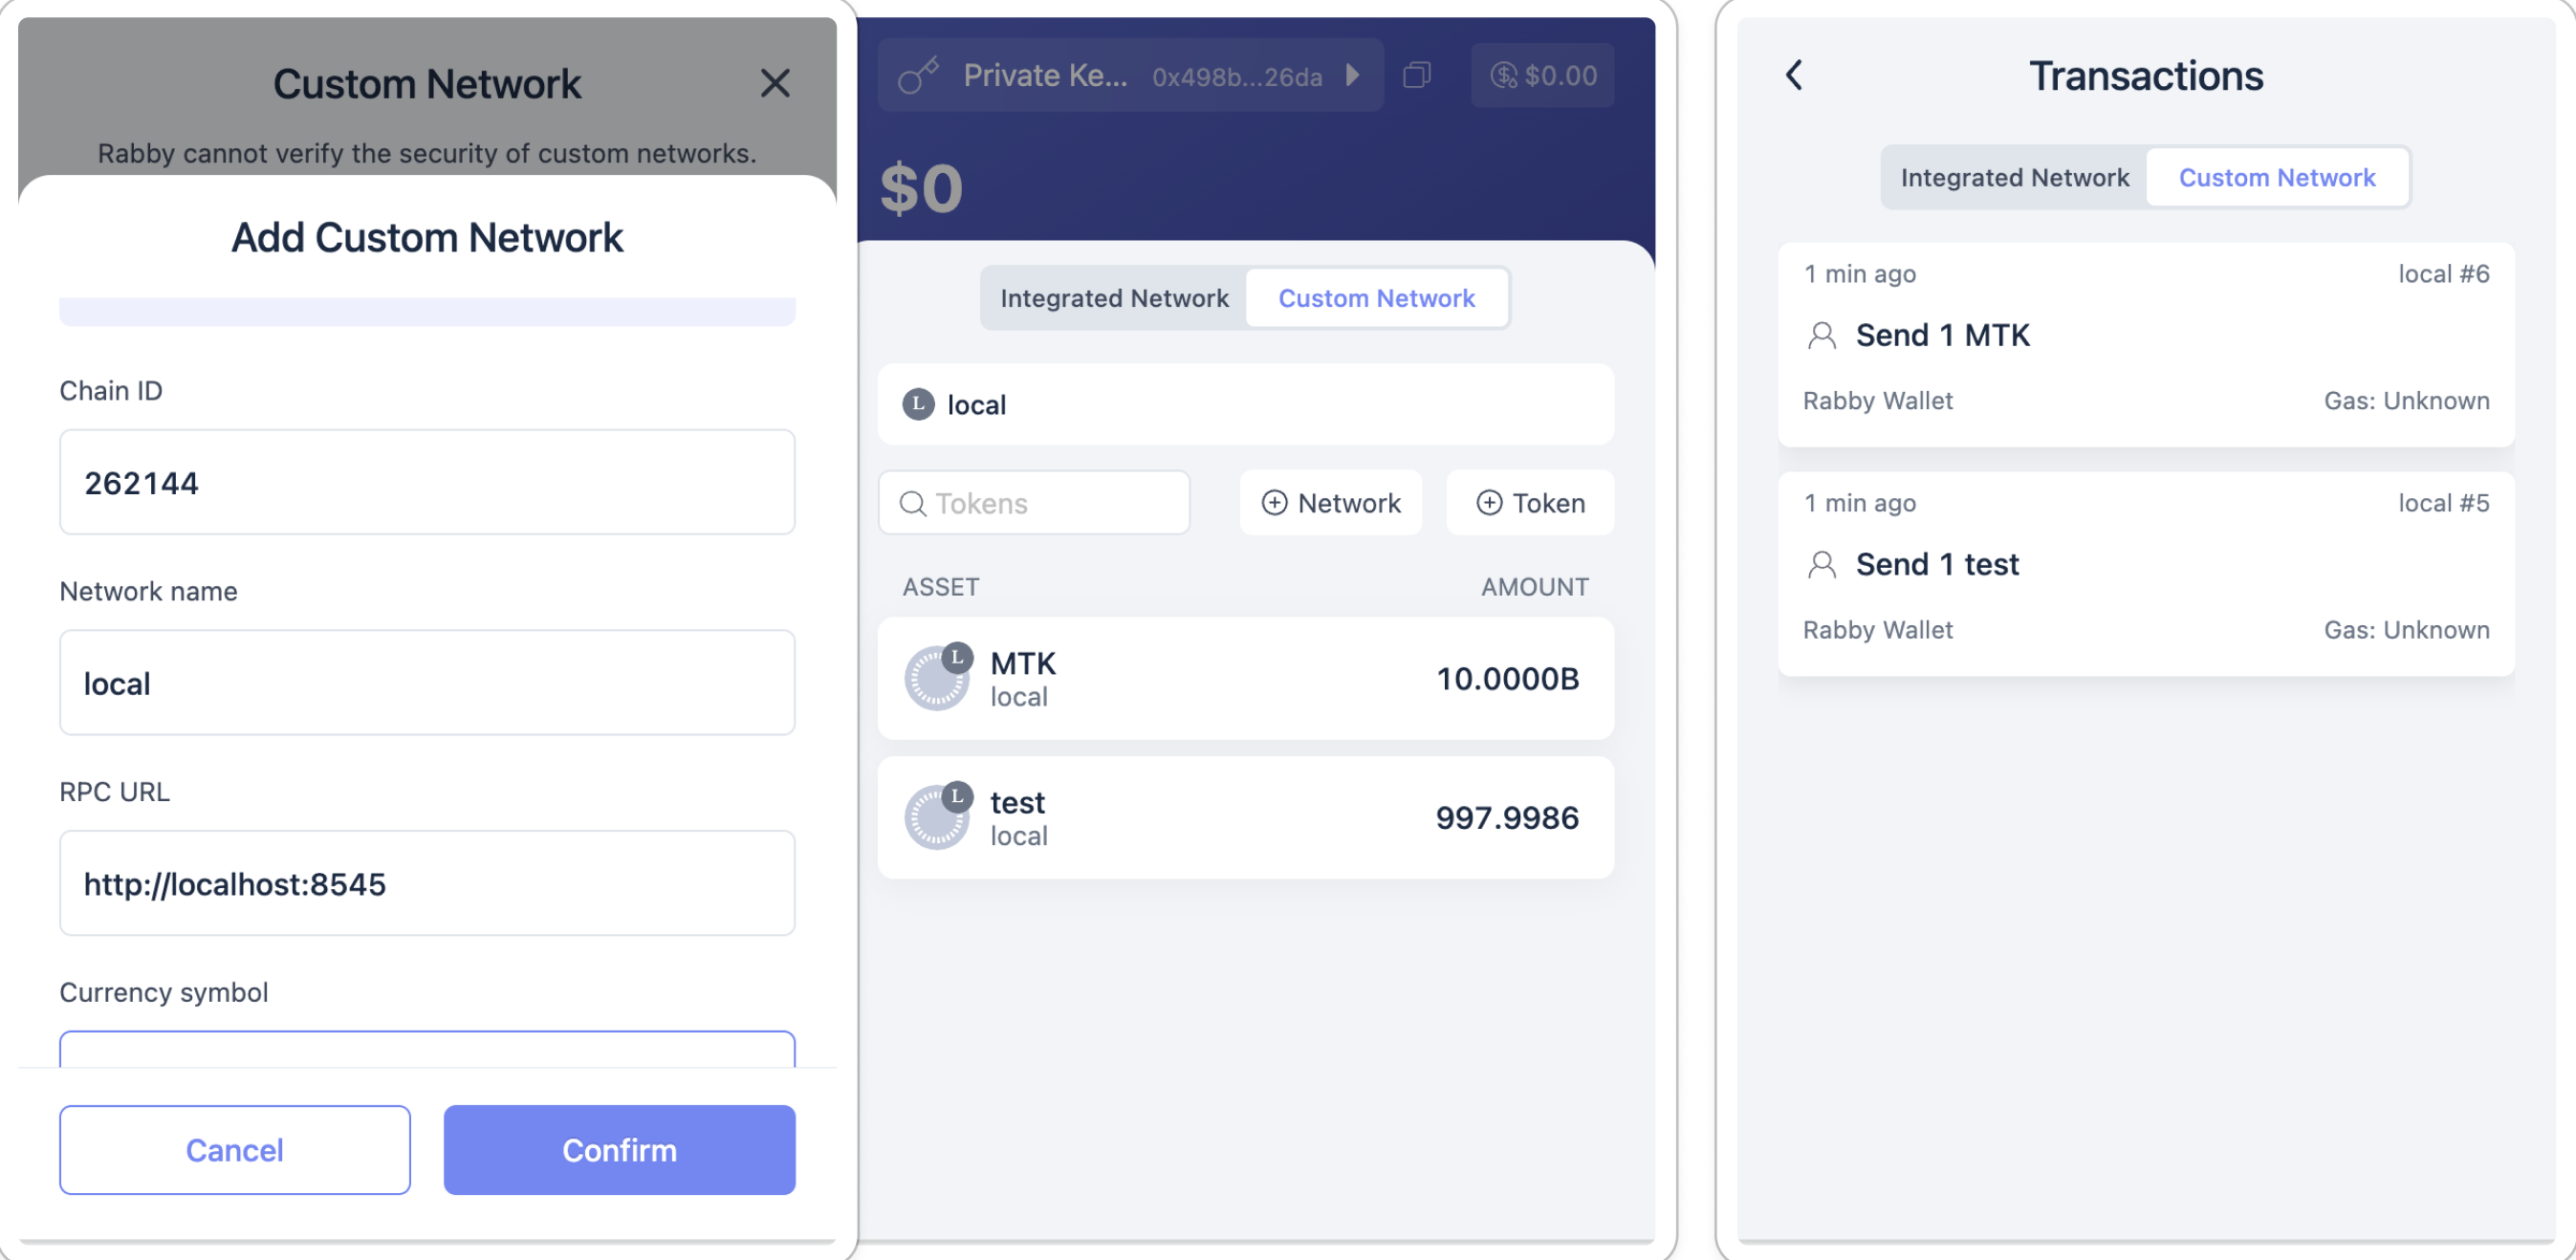 Custom Network
Rabby cannot verify the security of custom networks.
Add Custom Network
Chain ID
262144
Network name
local
RPC URL
http://localhost:8545
Currency symbol
Cancel
Confirm
Private Ke... 0x498b...26da
$0.00
$0
Integrated Network
Custom Network
L local
Tokens
Network
Token
ASSET
AMOUNT
L
MTK
local
10.0000B
L
test
local
997.9986
Transactions
Integrated Network
Custom Network
1 min ago
local #6
Send 1 MTK
Rabby Wallet
Gas: Unknown
1 min ago
local #5
Send 1 test
Rabby Wallet
Gas: Unknown